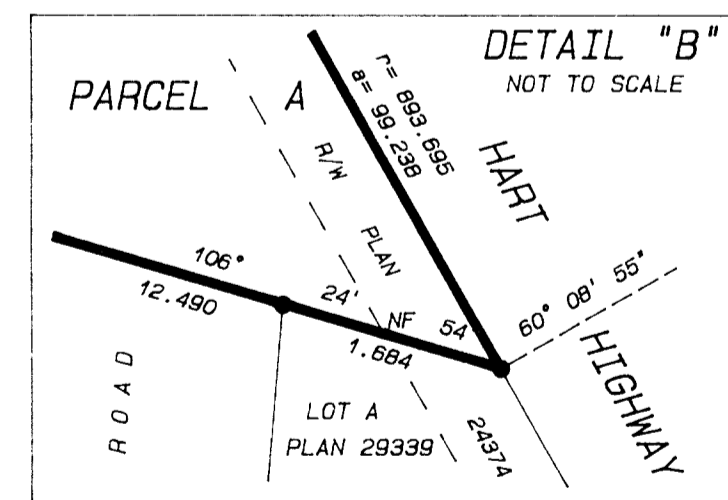 DETAIL "B"
NOT TO SCALE
PARCEL A
r= 893.695
a= 99.238
HART
HIGHWAY
R/W
PLAN
24374
106° 24' 54"
12.490
NF
1.684
60° 08' 55"
ROAD
LOT A
PLAN 29339